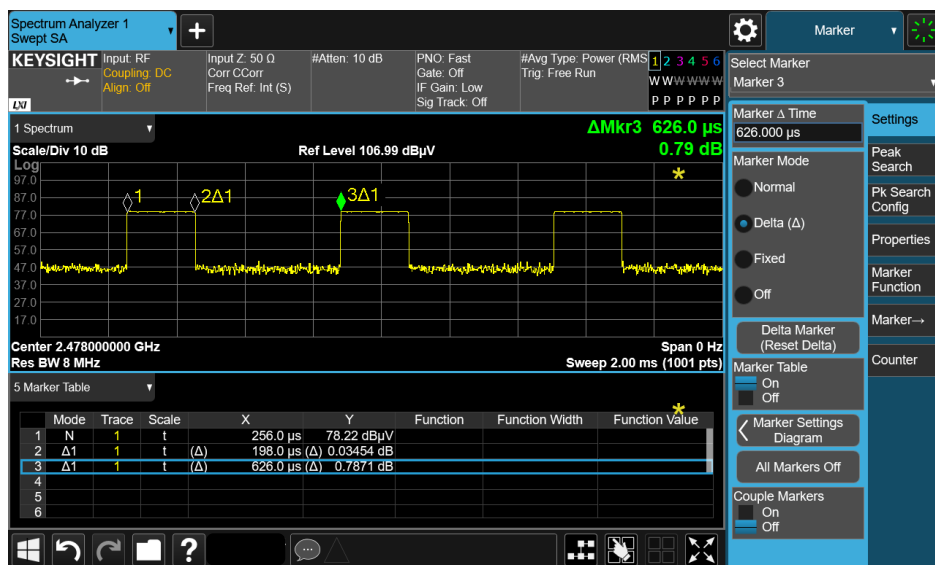 Spectrum Analyzer 1
Swept SA
+
Marker
KEYSIGHT
LXI
Input: RF
Coupling: DC
Align: Off
Input Z: 50 Ω
Corr CCorr
Freq Ref: Int (S)
#Atten: 10 dB
PNO: Fast
Gate: Off
IF Gain: Low
Sig Track: Off
#Avg Type: Power (RMS
Trig: Free Run
1 2 3 4 5 6
W W W W W W
P P P P P P
Select Marker
Marker 3
1 Spectrum
ΔMkr3 626.0 µs
0.79 dB
Scale/Div 10 dB
Ref Level 106.99 dBµV
Log
97.0
87.0
77.0
67.0
57.0
47.0
37.0
27.0
17.0
1
2Δ1
3Δ1
Center 2.478000000 GHz
Span 0 Hz
Res BW 8 MHz
Sweep 2.00 ms (1001 pts)
5 Marker Table
Mode Trace Scale X Y Function Function Width Function Value
1 N 1 t 256.0 µs 78.22 dBµV
2 Δ1 1 t (Δ) 198.0 µs (Δ) 0.03454 dB
3 Δ1 1 t (Δ) 626.0 µs (Δ) 0.7871 dB
4
5
6
Marker Δ Time
626.000 µs
Marker Mode
Normal
Delta (Δ)
Fixed
Off
Delta Marker
(Reset Delta)
Marker Table
On
Off
Marker Settings
Diagram
All Markers Off
Couple Markers
On
Off
Settings
Peak
Search
Pk Search
Config
Properties
Marker
Function
Marker→
Counter
?